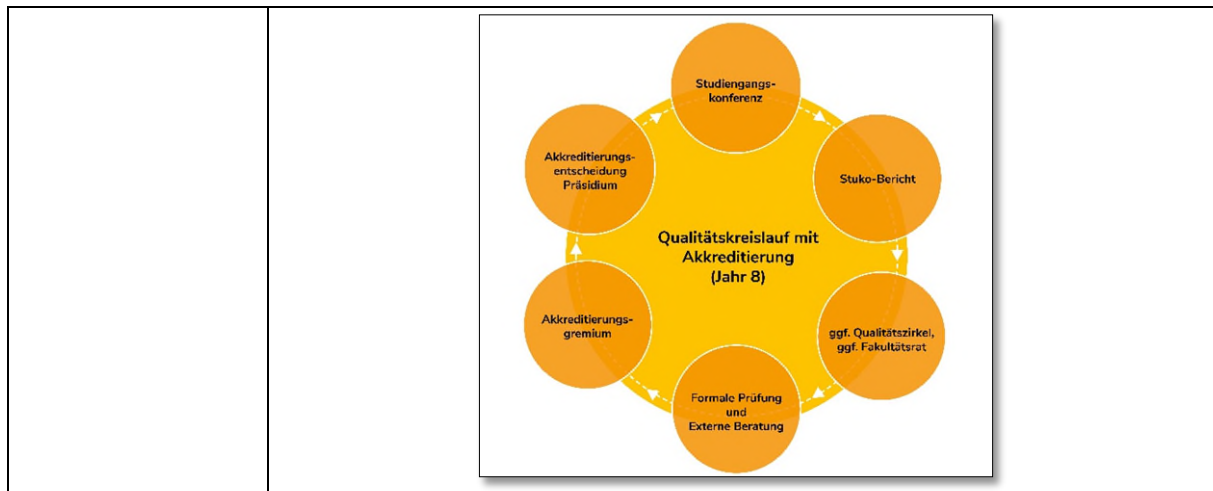 Studiengangs-
konferenz
Akkreditierungs-
entscheidung
Präsidium
Stuko-Bericht
Qualitätskreislauf mit
Akkreditierung
(Jahr 8)
Akkreditierungs-
gremium
ggf. Qualitätszirkel,
ggf. Fakultätsrat
Formale Prüfung
und
Externe Beratung